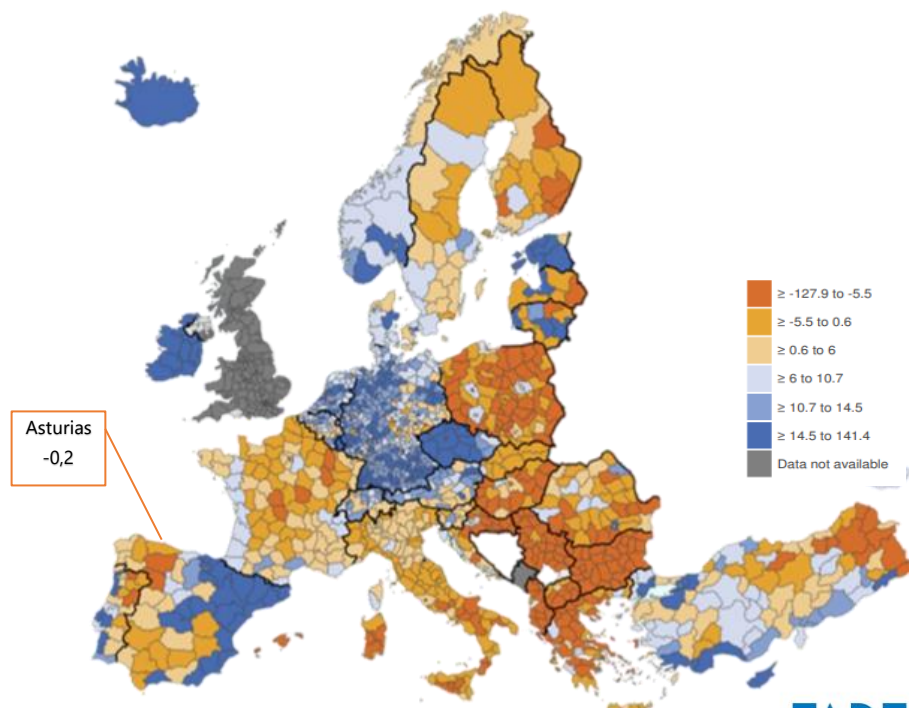 ≥ -127.9 to -5.5
≥ -5.5 to 0.6
≥ 0.6 to 6
≥ 6 to 10.7
≥ 10.7 to 14.5
≥ 14.5 to 141.4
Data not available
Asturias
-0,2